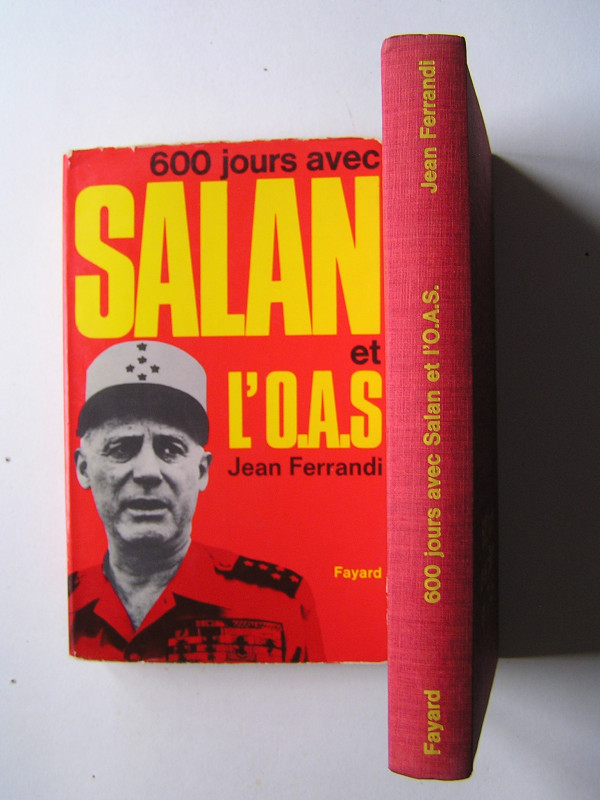 600 jours avec
SALAN
et
L'O.A.S
Jean Ferrandi
Fayard
Jean Ferrandi
600 jours avec Salan et l'O.A.S.
Fayard